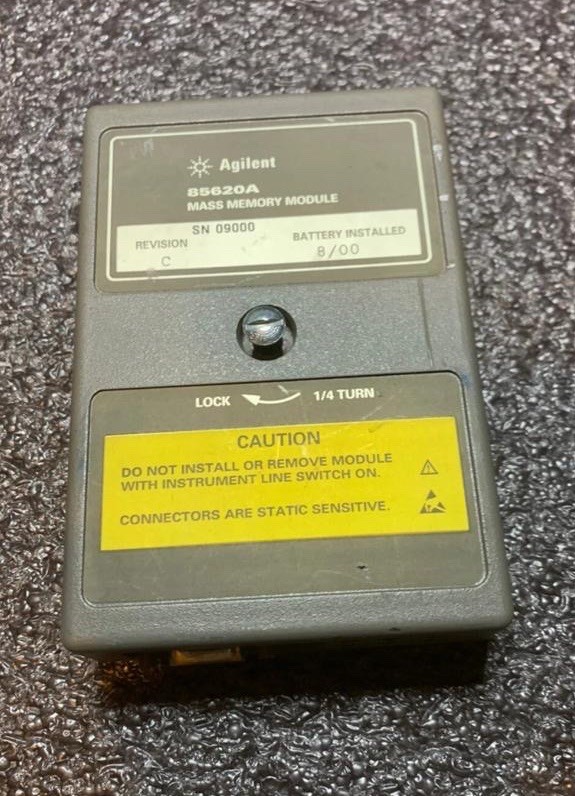 Agilent
85620A
MASS MEMORY MODULE
SN 09000
REVISION BATTERY INSTALLED
C 8/00
LOCK 1/4 TURN
CAUTION
DO NOT INSTALL OR REMOVE MODULE
WITH INSTRUMENT LINE SWITCH ON.
CONNECTORS ARE STATIC SENSITIVE.